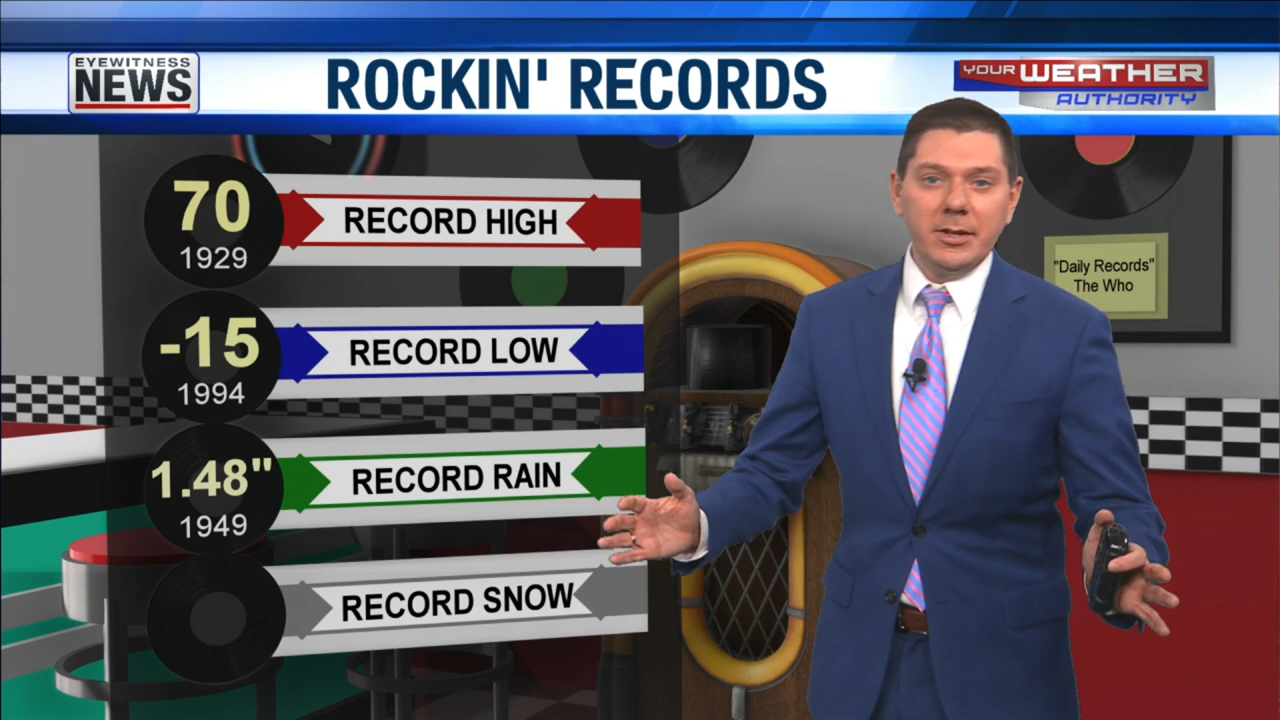 EYEWITNESS
NEWS
ROCKIN' RECORDS
YOUR WEATHER
AUTHORITY
70
1929
RECORD HIGH
-15
1994
RECORD LOW
1.48"
1949
RECORD RAIN
RECORD SNOW
"Daily Records"
The Who